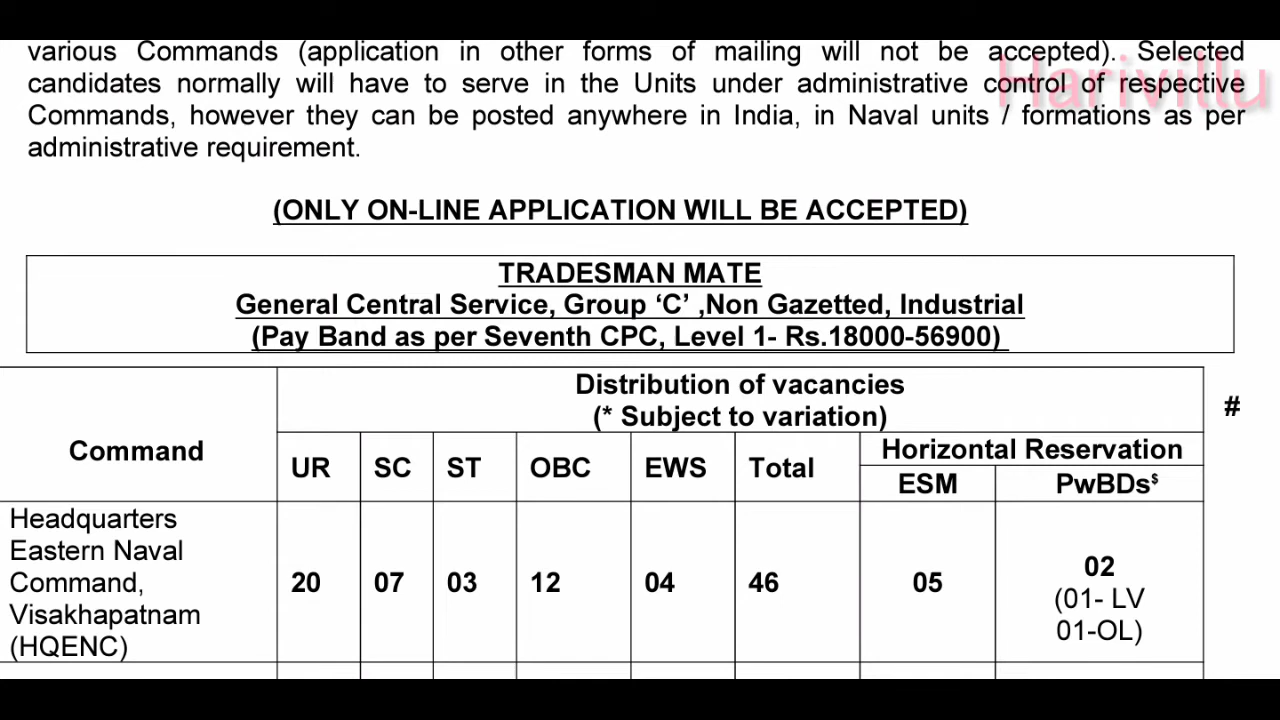 various Commands (application in other forms of mailing will not be accepted). Selected
candidates normally will have to serve in the Units under administrative control of respective
Commands, however they can be posted anywhere in India, in Naval units / formations as per
administrative requirement.
Harivillu
(ONLY ON-LINE APPLICATION WILL BE ACCEPTED)
TRADESMAN MATE
General Central Service, Group ‘C’ ,Non Gazetted, Industrial
(Pay Band as per Seventh CPC, Level 1- Rs.18000-56900)
Distribution of vacancies
(* Subject to variation)
#
Command
UR SC ST OBC EWS Total
Horizontal Reservation
ESM PwBDs$
Headquarters
Eastern Naval
Command,
Visakhapatnam
(HQENC)
20 07 03 12 04 46 05
02
(01- LV
01-OL)